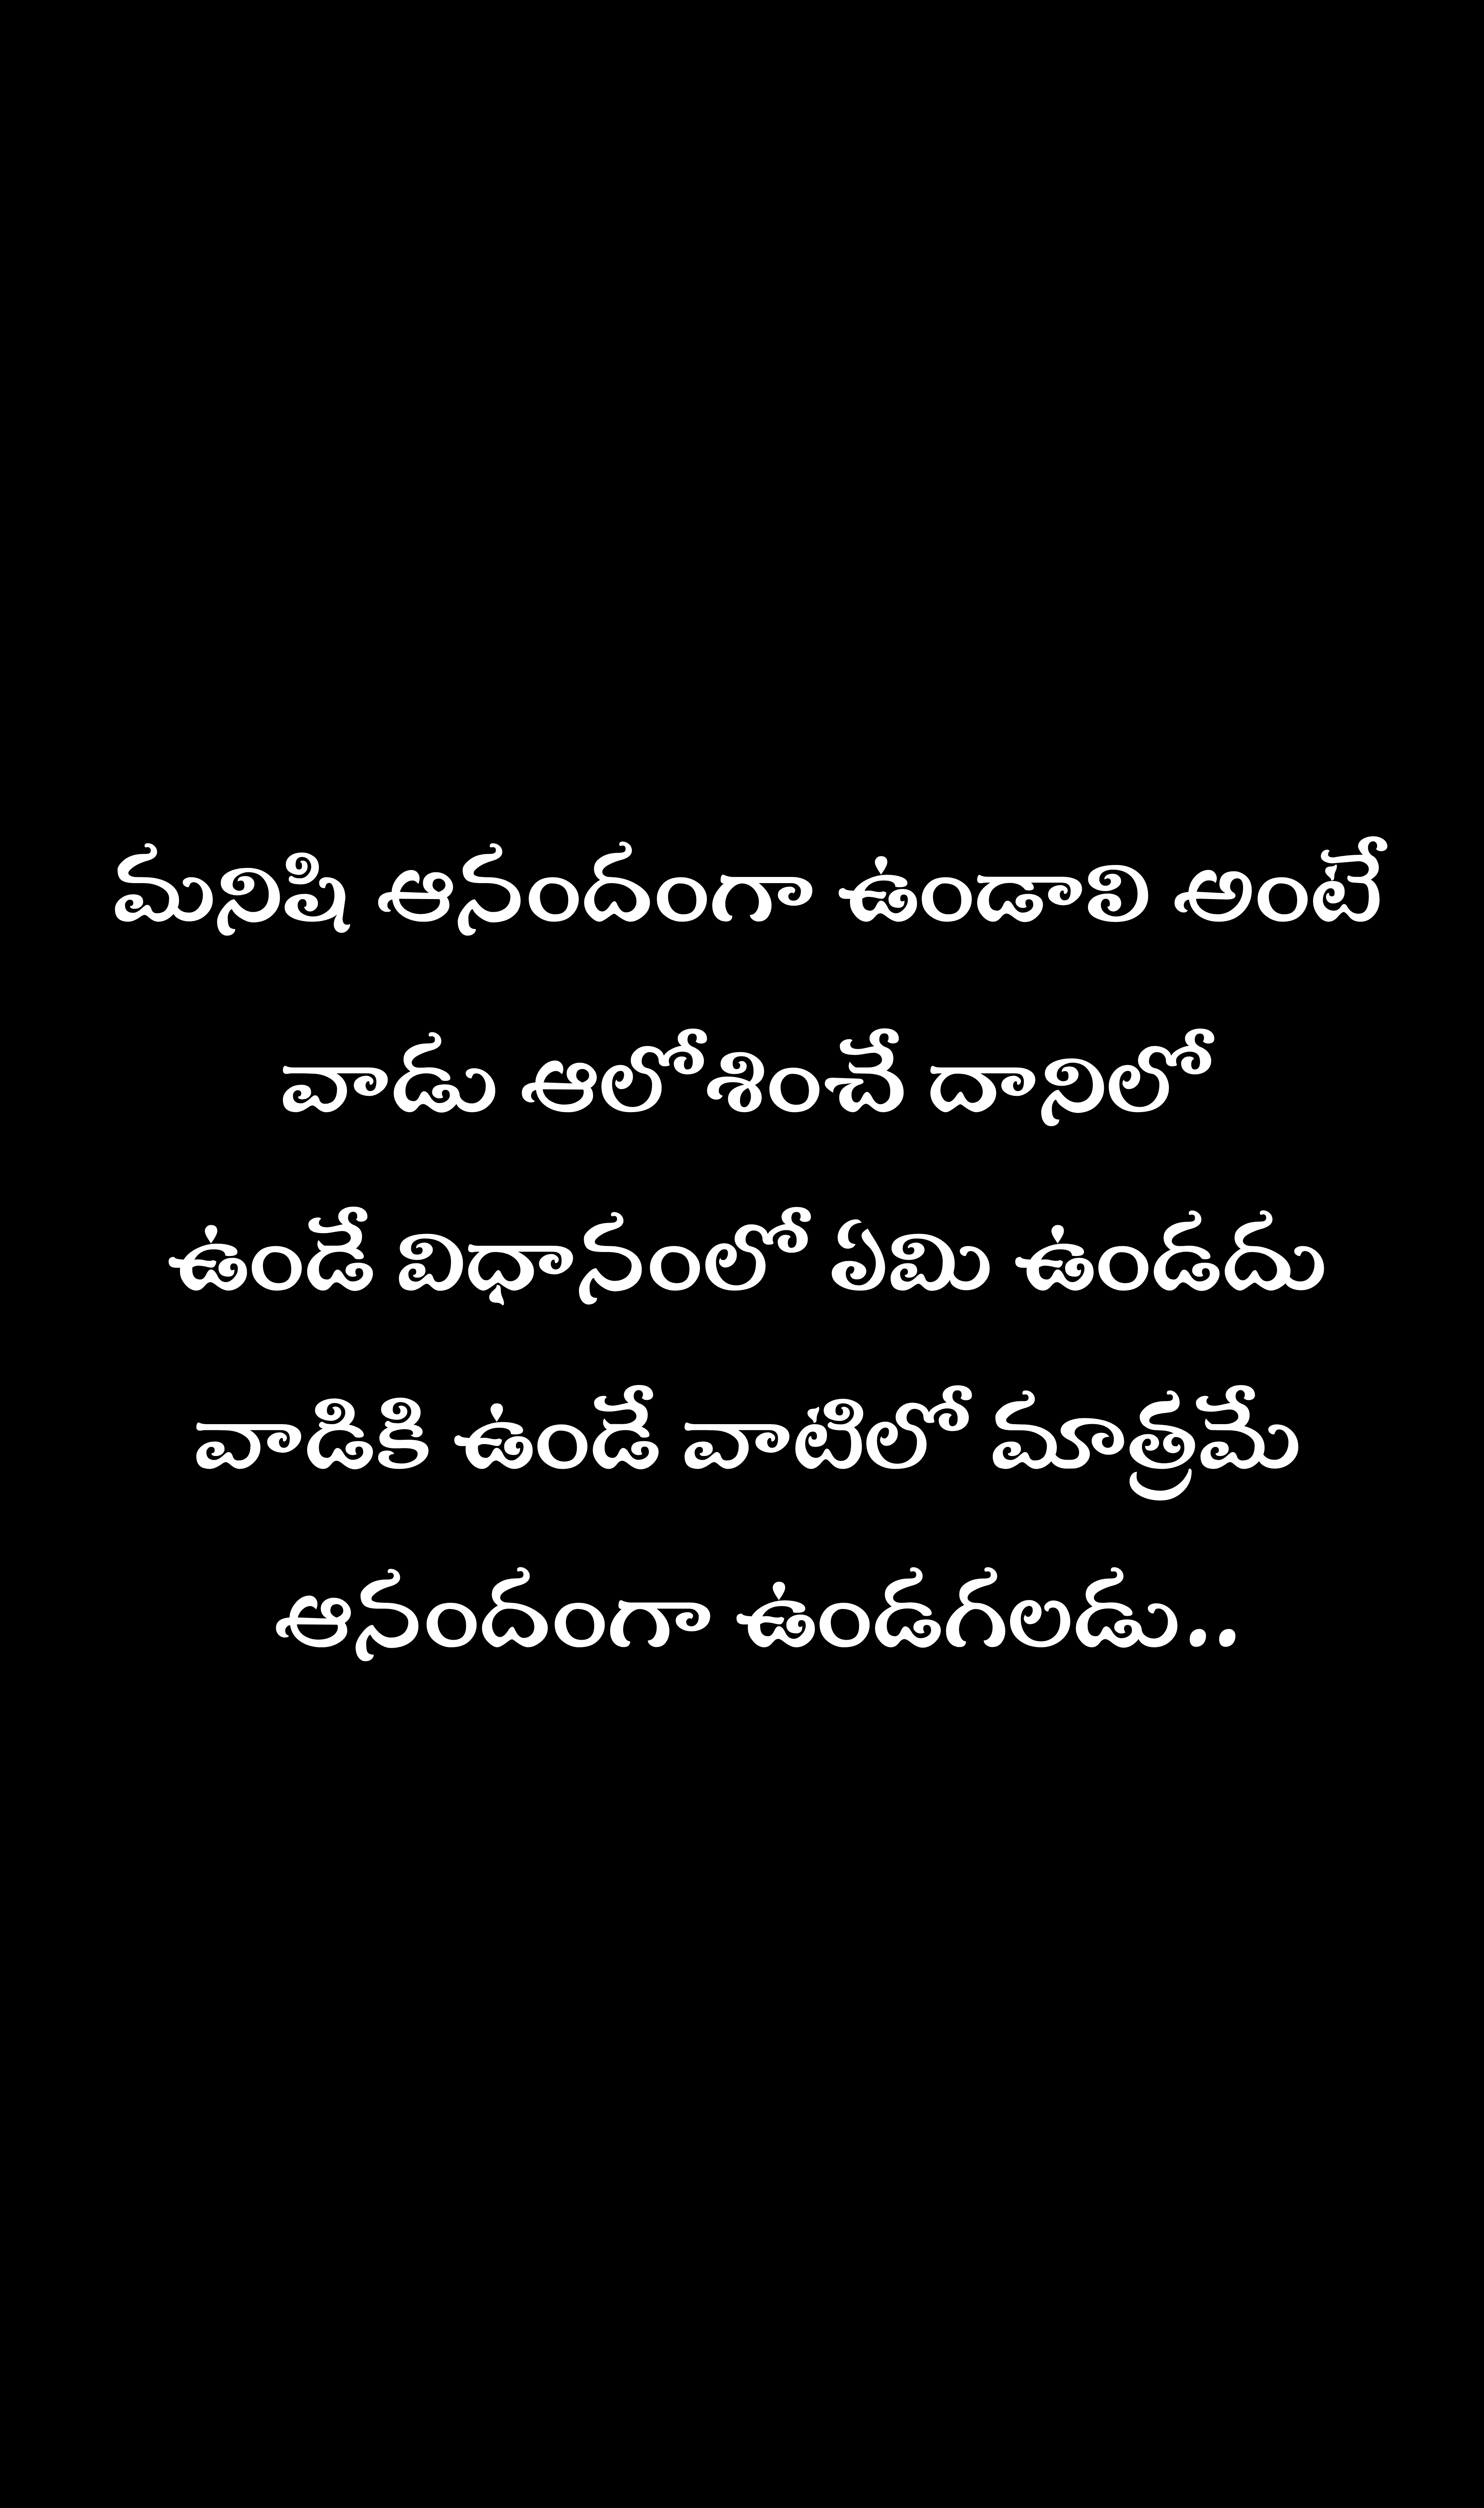 మనిషి ఆనందంగా ఉండాలి అంటే
వాడు ఆలోచించే దానిలో
ఉండే విధానంలో ఏమి ఉండదు
వాడికి ఉండే వాటిలో మాత్రమే
ఆనందంగా ఉండగలడు..